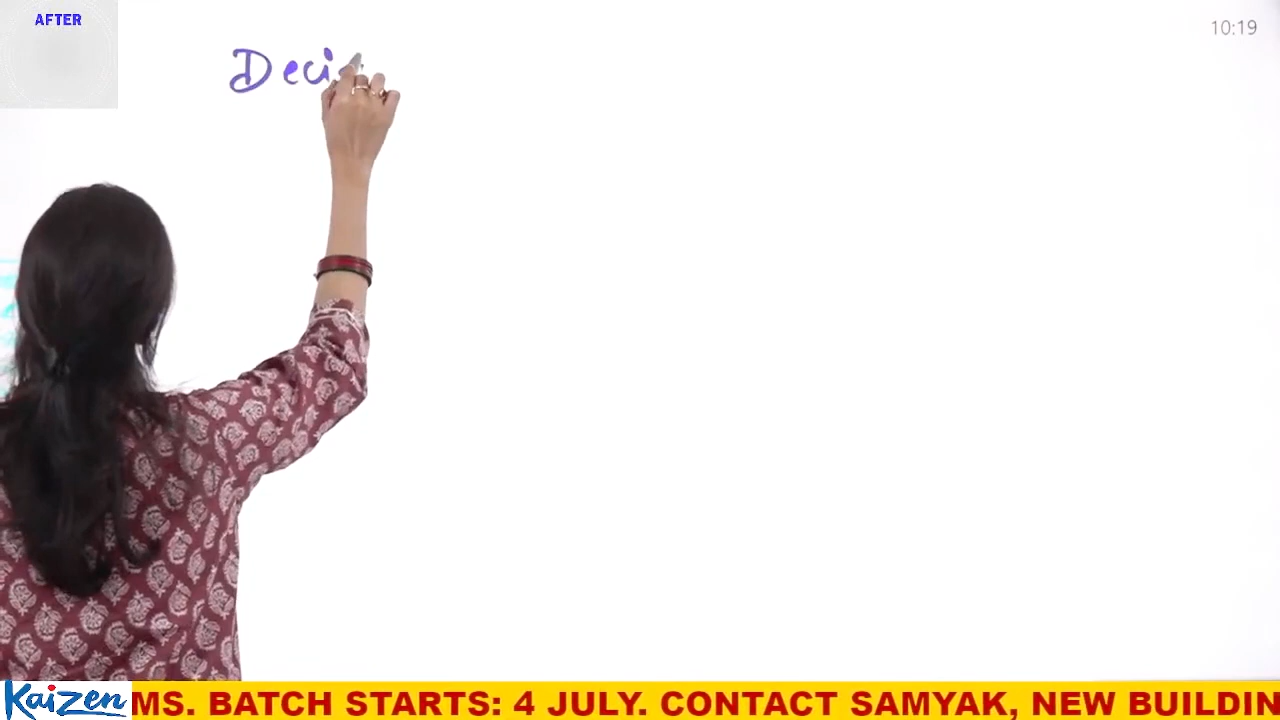 AFTER
10:19
Deci
Kaizen
MS. BATCH STARTS: 4 JULY. CONTACT SAMYAK, NEW BUILDIN